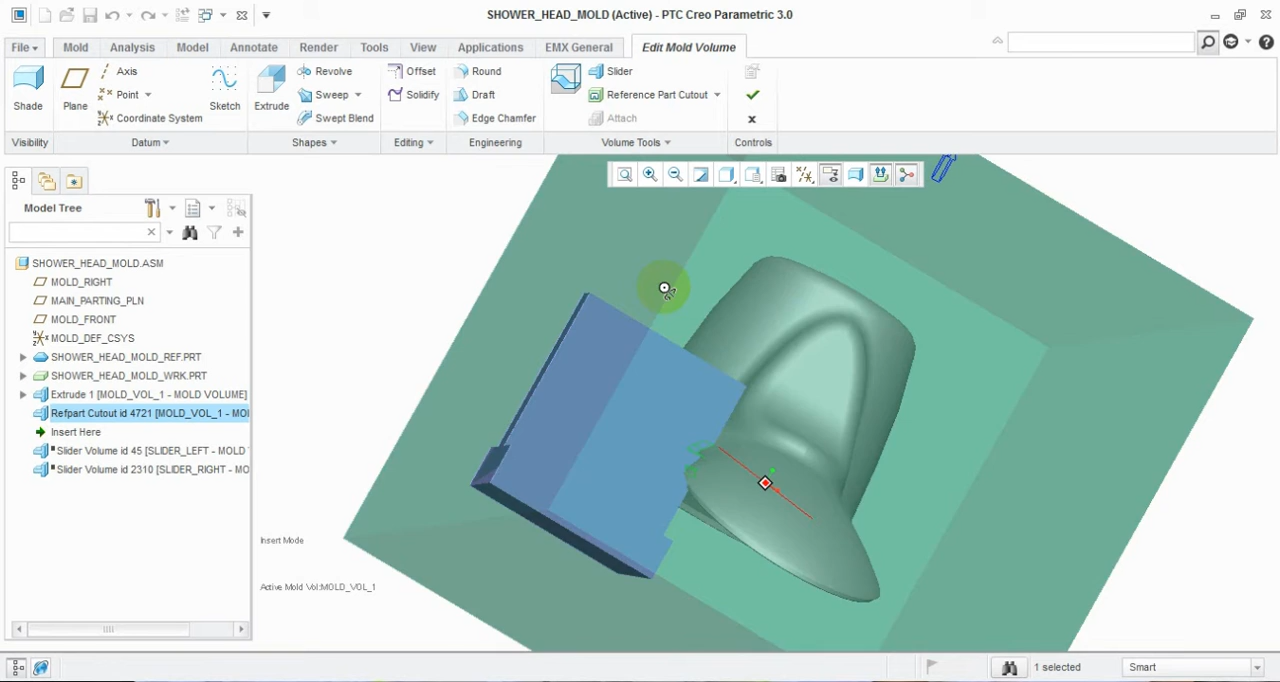 SHOWER_HEAD_MOLD (Active) - PTC Creo Parametric 3.0
File Mold Analysis Model Annotate Render Tools View Applications EMX General Edit Mold Volume
Shade
Plane
Axis
Point
Coordinate System
Sketch
Extrude
Revolve
Sweep
Swept Blend
Offset
Solidify
Round
Draft
Edge Chamfer
Slider
Reference Part Cutout
Attach
Visibility Datum Shapes Editing Engineering Volume Tools Controls
Model Tree
SHOWER_HEAD_MOLD.ASM
MOLD_RIGHT
MAIN_PARTING_PLN
MOLD_FRONT
MOLD_DEF_CSYS
SHOWER_HEAD_MOLD_REF.PRT
SHOWER_HEAD_MOLD_WRK.PRT
Extrude 1 [MOLD_VOL_1 - MOLD VOLUME]
Refpart Cutout id 4721 [MOLD_VOL_1 - MO
Insert Here
Slider Volume id 45 [SLIDER_LEFT - MOLD
Slider Volume id 2310 [SLIDER_RIGHT - MO
Insert Mode
Active Mold Vol:MOLD_VOL_1
1 selected
Smart